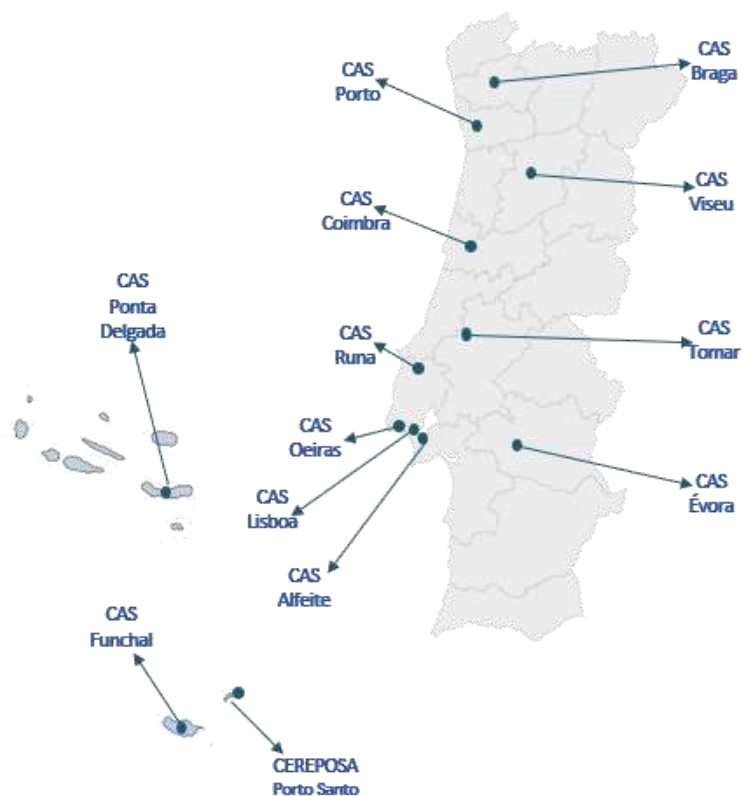 CAS
Braga
CAS
Porto
CAS
Viseu
CAS
Coimbra
CAS
Ponta
Delgada
CAS
Runa
CAS
Tomar
CAS
Oeiras
CAS
Lisboa
CAS
Évora
CAS
Alfeite
CAS
Funchal
CEREPOSA
Porto Santo